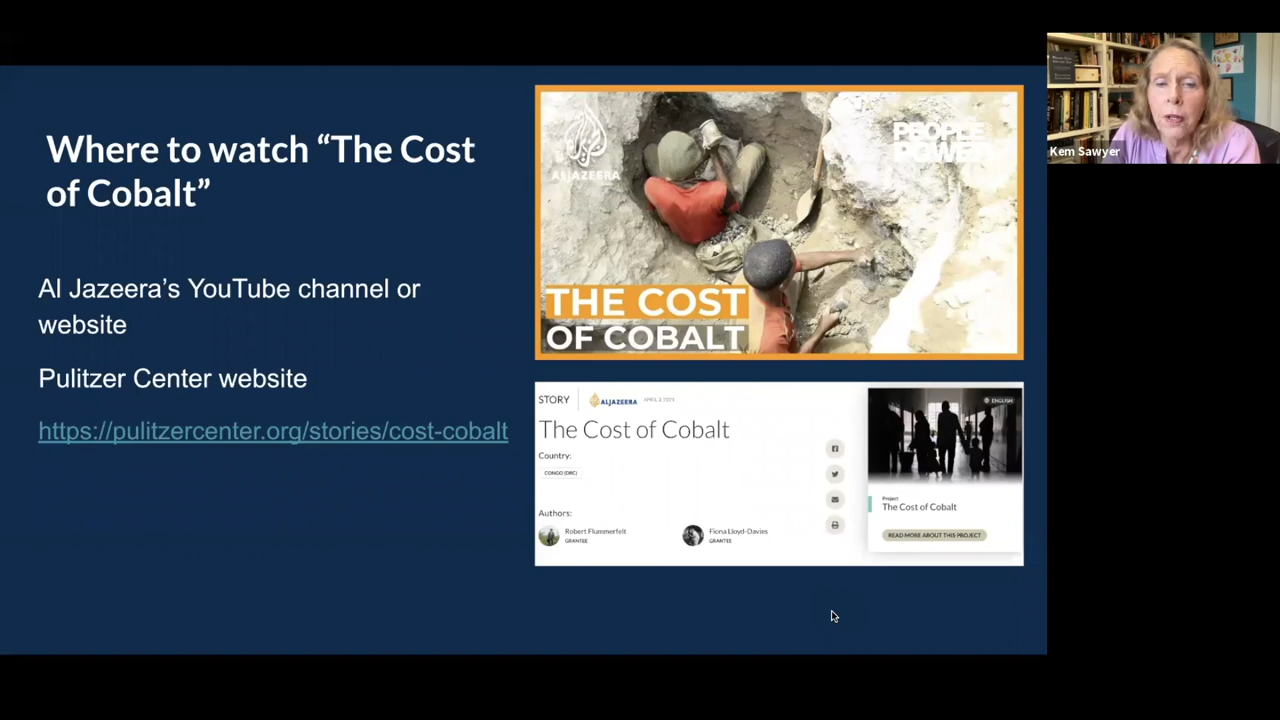 Where to watch “The Cost
of Cobalt”
Al Jazeera’s YouTube channel or
website
Pulitzer Center website
https://pulitzercenter.org/stories/cost-cobalt
ALJAZEERA
PEOPLE
POWER
THE COST
OF COBALT
STORY
ALJAZEERA
The Cost of Cobalt
Country:
CONGO (DRC)
Authors:
Robert Flummerfelt
GRANTEE
Fiona Lloyd-Davies
GRANTEE
ENGLISH
Project
The Cost of Cobalt
READ MORE ABOUT THIS PROJECT
Kem Sawyer